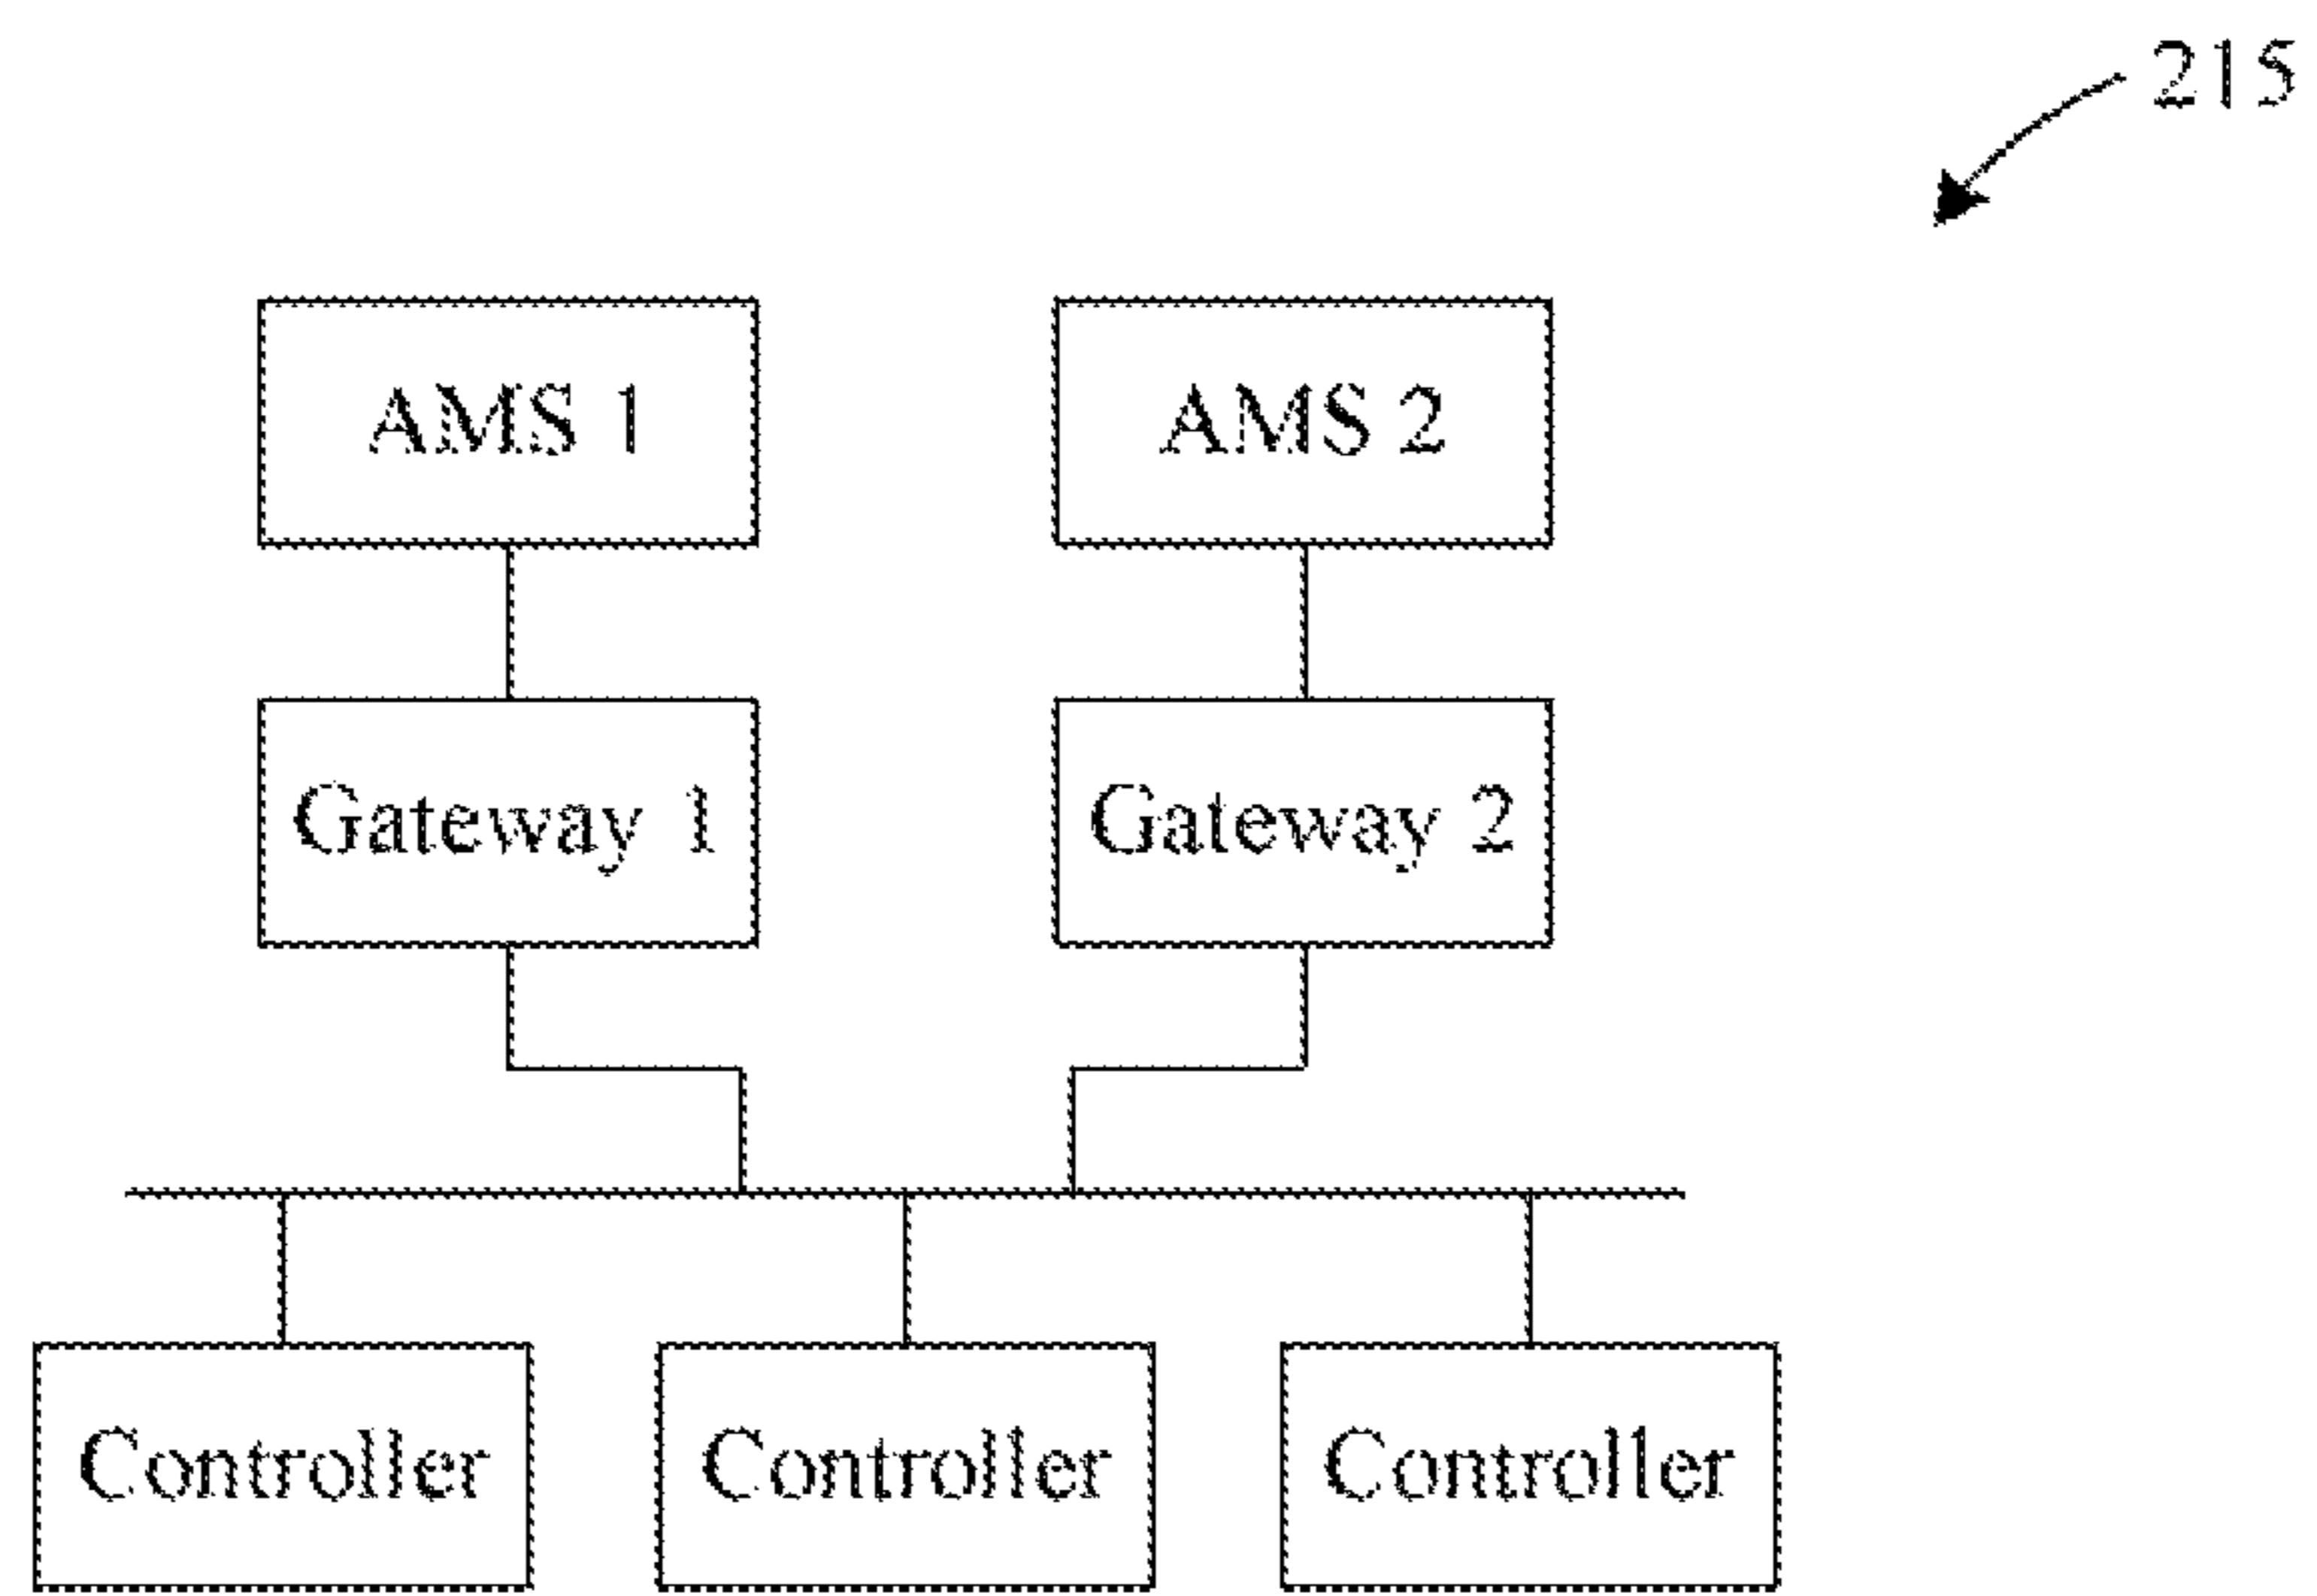 215
AMS 1
AMS 2
Gateway 1
Gateway 2
Controller
Controller
Controller